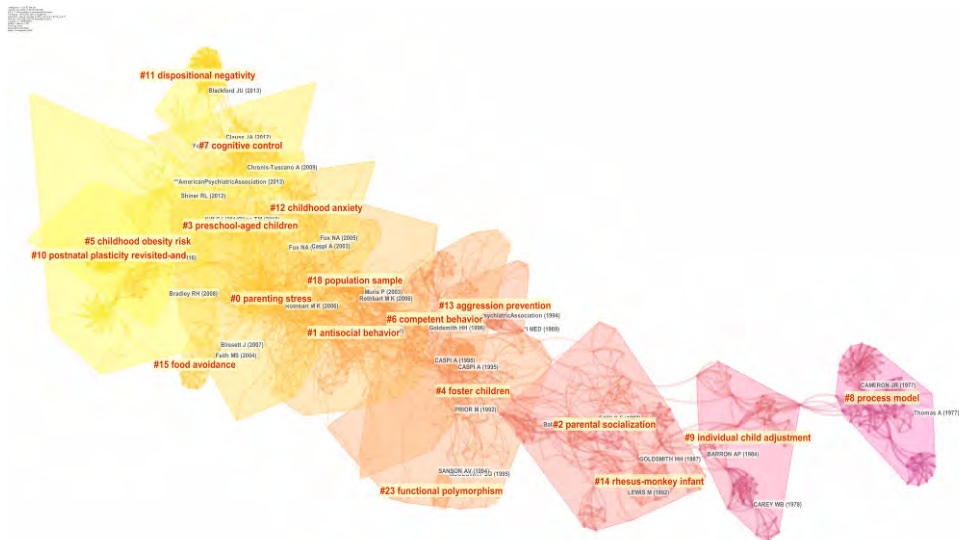 #11 dispositional negativity
Blackford JU (2013)
Clauss JA (2012)
#7 cognitive control
Chronis-Tuscano A (2009)
**AmericanPsychiatricAssociation (2013)
Shiner RL (2012)
#12 childhood anxiety
#3 preschool-aged children
Fox NA (2005)
#5 childhood obesity risk
Fox NA
Caspi A (2003)
#10 postnatal plasticity revisited-and
#18 population sample
Bradley RH (2008)
Muris P (2003)
#0 parenting stress
Rothbart M K (2000)
#13 aggression prevention
#6 competent behavior
#1 antisocial behavior
Goldsmith HH (1996)
Blissett J (2007)
Faith MS (2004)
#15 food avoidance
CASPI A (1995)
CASPI A (1995)
CAMERON JR (1977)
#4 foster children
#8 process model
PRIOR M (1992)
Thomas A (1977)
#2 parental socialization
#9 individual child adjustment
BARRON AP (1984)
GOLDSMITH HH (1987)
SANSON AV (1994)
#14 rhesus-monkey infant
#23 functional polymorphism
LEWIS M (1992)
CAREY WB (1978)